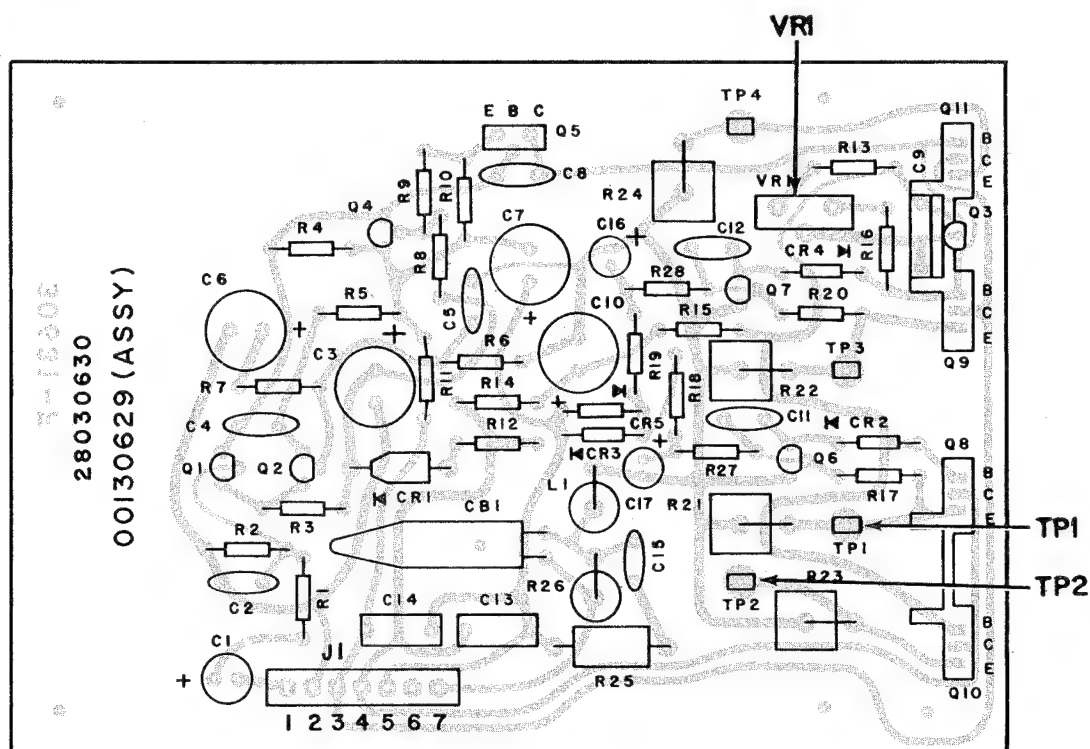 VR1
TP4
Q11
E B C
Q5
B
C
E
R13
C9
C8
R9
R10
R24
VR1
Q4
C7
C16
+
C12
R16
Q3
R4
R8
CR4
C6
R28
Q7
C5
C10
R20
B
C
E
R5
+
+
+
R15
Q9
R6
R19
C3
TP3
R11
R7
R14
R18
R22
+
C4
R12
CR5
+
C11
CR2
Q8
Q1
Q2
CR3
R27
Q6
CR1
L1
C17
R17
B
C
E
R3
CB1
R21
TP1
TP1
R2
R26
C15
TP2
R23
TP2
C2
R1
C14
C13
B
C
E
C1
J1
+
R25
Q10
1 2 3 4 5 6 7
28030630
00130629(ASSY)